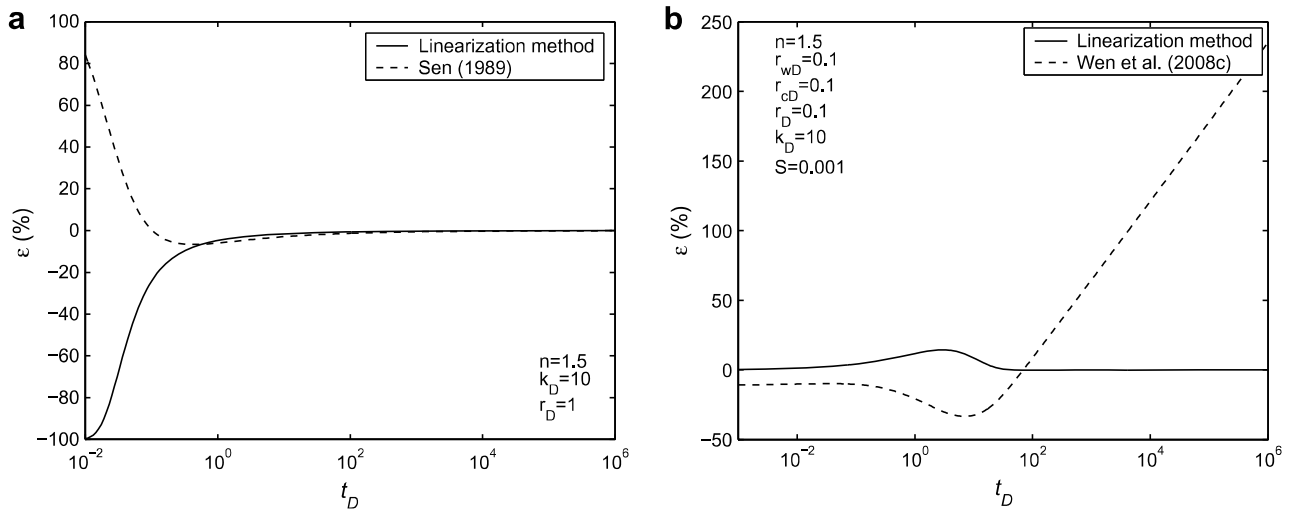 a
100
80
60
40
20
0
−20
−40
−60
−80
−100
ε (%)
Linearization method
Sen (1989)
n=1.5
k_D=10
r_D=1
10^−2
10^0
10^2
10^4
10^6
t_D
b
250
200
150
100
50
0
−50
ε (%)
n=1.5
r_wD=0.1
r_cD=0.1
r_D=0.1
k_D=10
S=0.001
Linearization method
Wen et al. (2008c)
10^−2
10^0
10^2
10^4
10^6
t_D